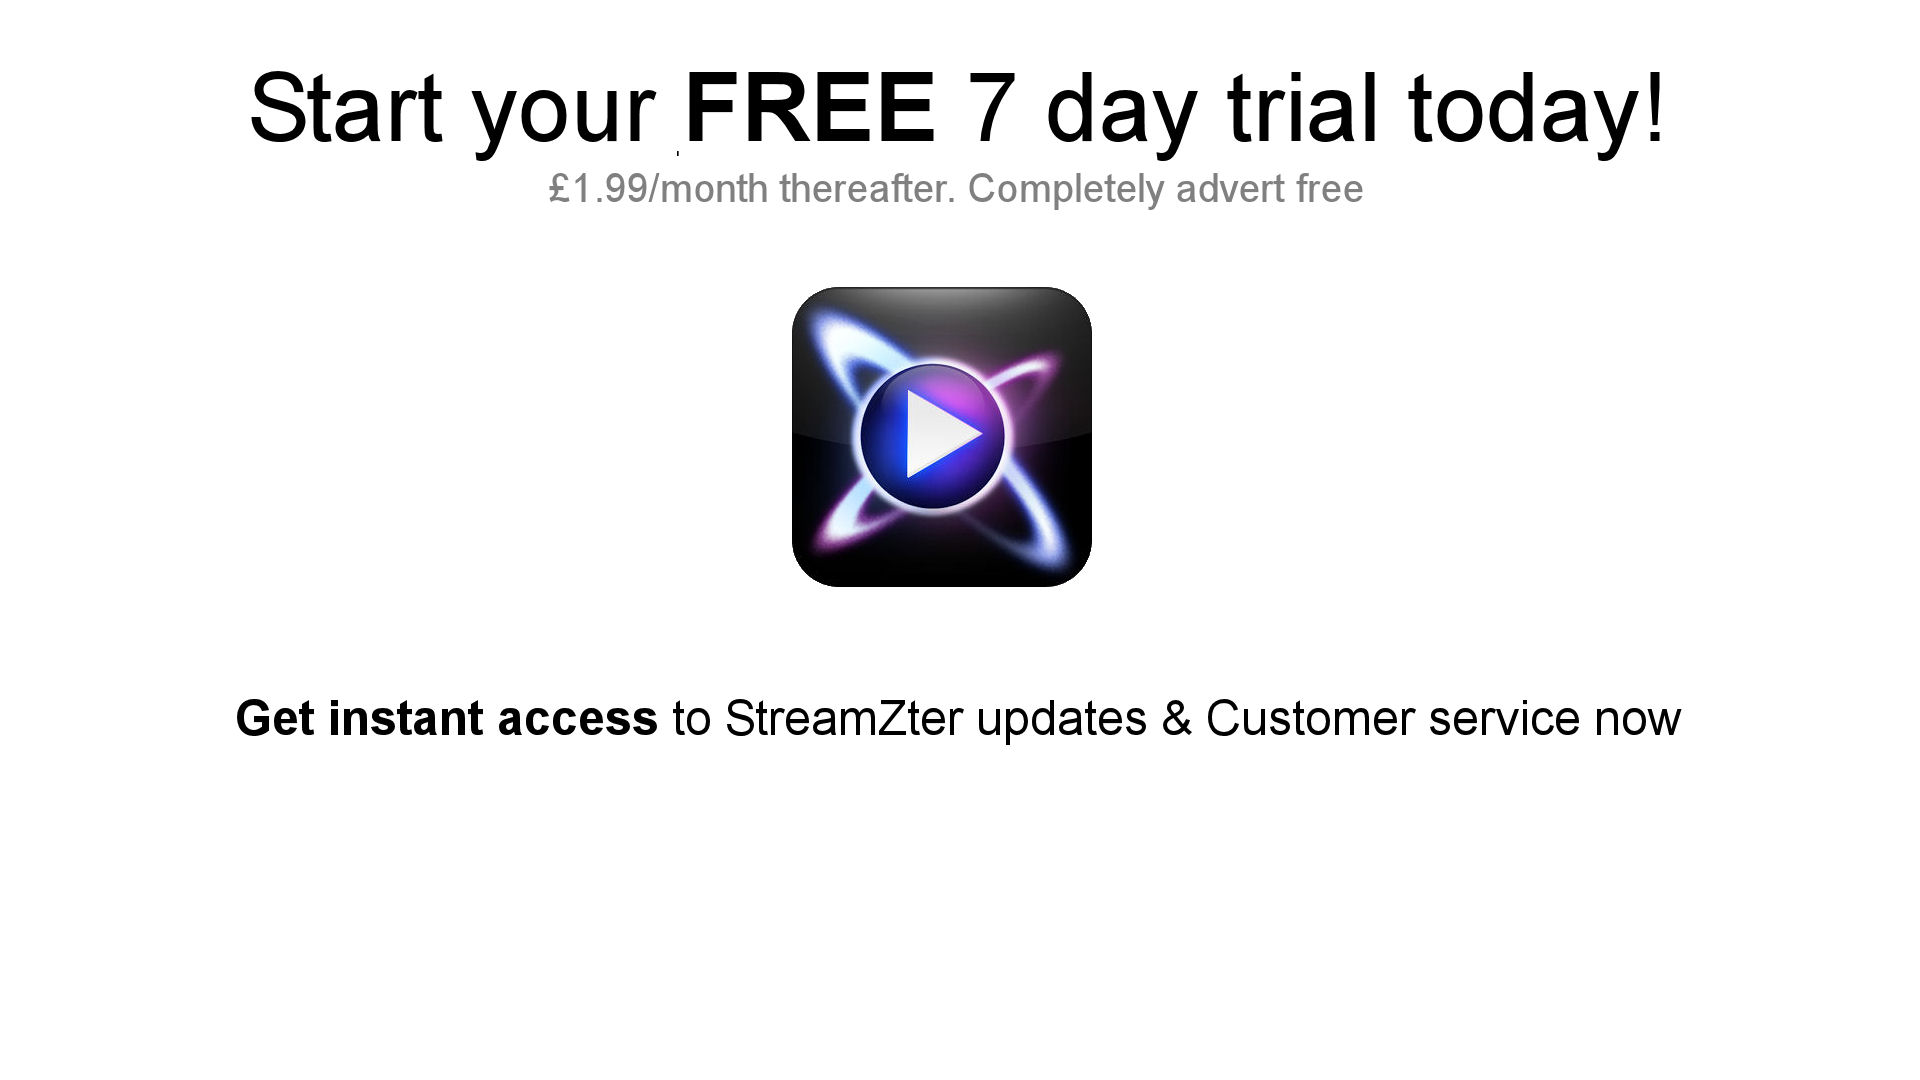 Start your FREE 7 day trial today!
£1.99/month thereafter. Completely advert free
Get instant access to StreamZter updates & Customer service now